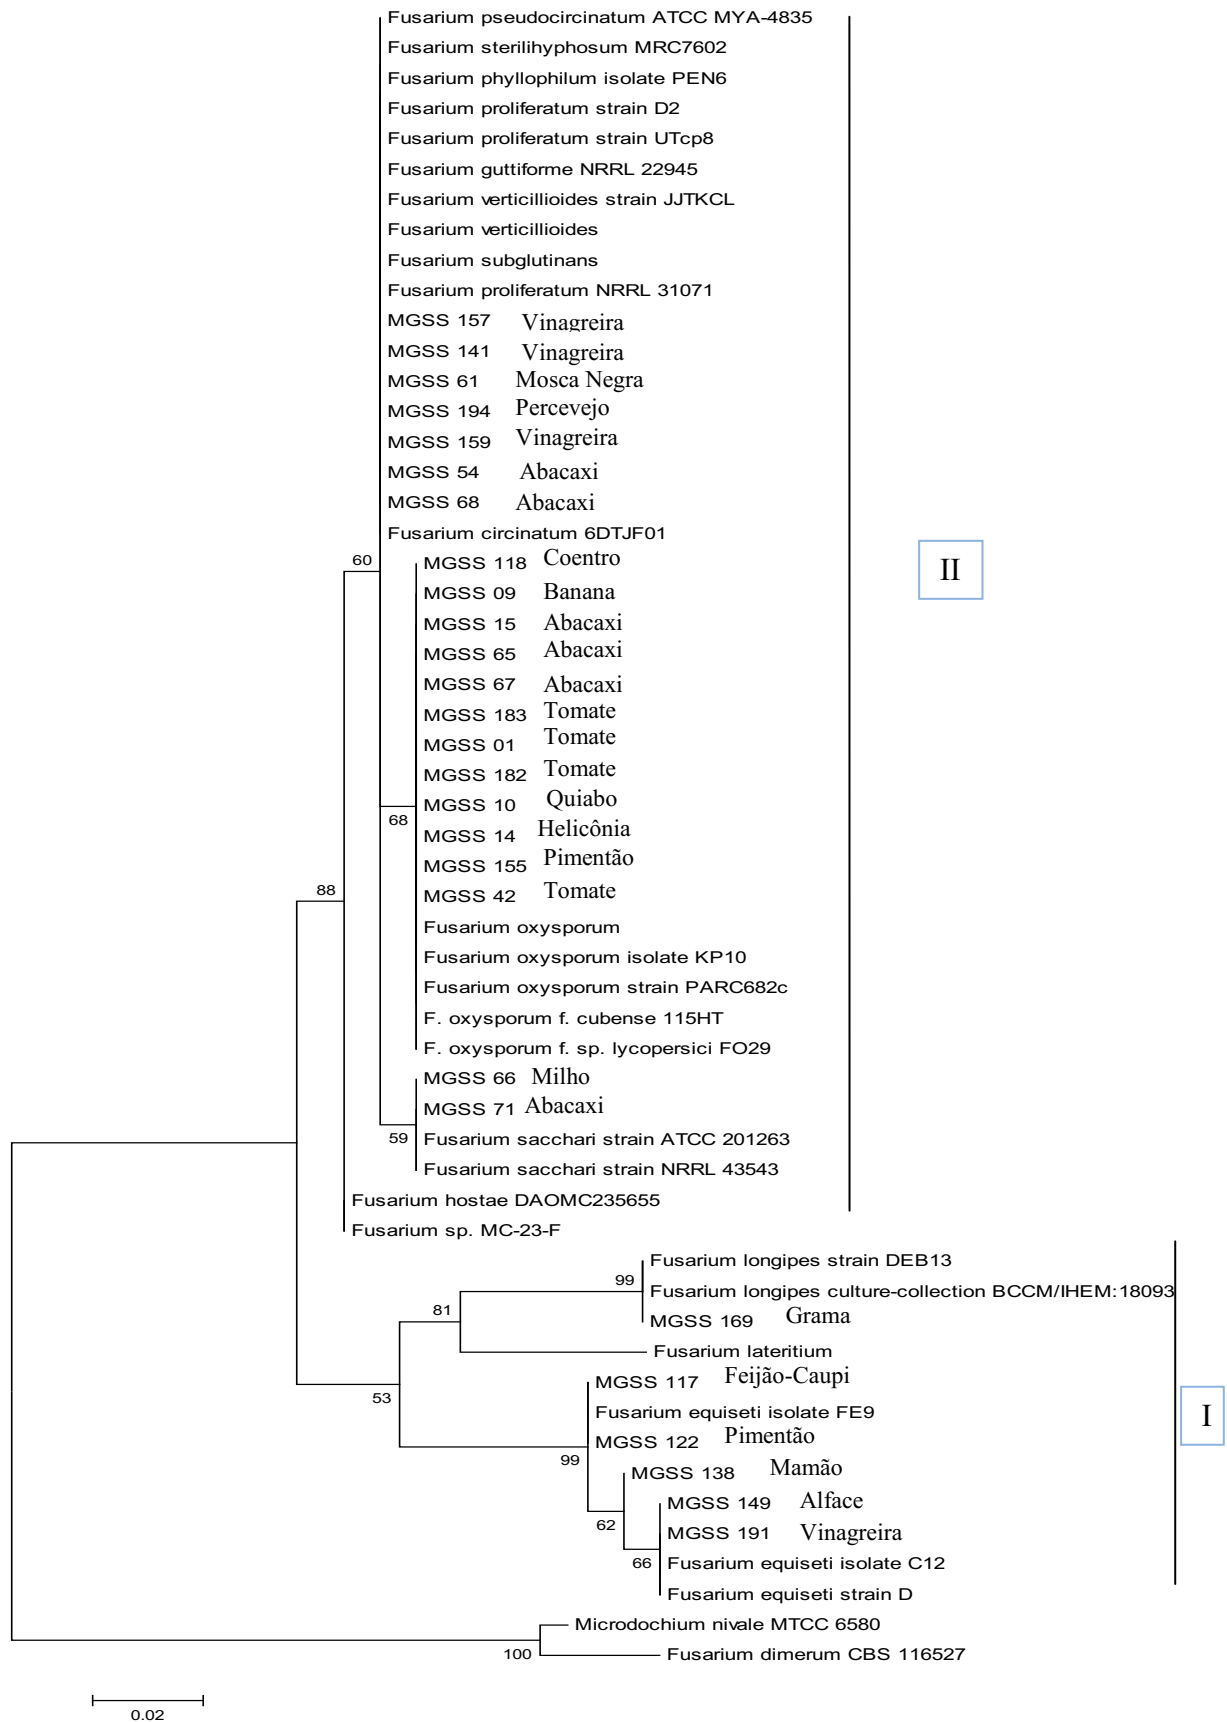 Fusarium pseudocircinatum ATCC MYA-4835
Fusarium sterilihyphosum MRC7602
Fusarium phyllophilum isolate PEN6
Fusarium proliferatum strain D2
Fusarium proliferatum strain UTcp8
Fusarium guttiforme NRRL 22945
Fusarium verticillioides strain JJTKCL
Fusarium verticillioides
Fusarium subglutinans
Fusarium proliferatum NRRL 31071
MGSS 157 Vinagreira
MGSS 141 Vinagreira
MGSS 61 Mosca Negra
MGSS 194 Percevejo
MGSS 159 Vinagreira
MGSS 54 Abacaxi
MGSS 68 Abacaxi
Fusarium circinatum 6DTJF01
60
MGSS 118 Coentro
II
MGSS 09 Banana
MGSS 15 Abacaxi
MGSS 65 Abacaxi
MGSS 67 Abacaxi
MGSS 183 Tomate
MGSS 01 Tomate
MGSS 182 Tomate
MGSS 10 Quiabo
68
MGSS 14 Helicônia
MGSS 155 Pimentão
88
MGSS 42 Tomate
Fusarium oxysporum
Fusarium oxysporum isolate KP10
Fusarium oxysporum strain PARC682c
F. oxysporum f. cubense 115HT
F. oxysporum f. sp. lycopersici FO29
MGSS 66 Milho
MGSS 71 Abacaxi
59
Fusarium sacchari strain ATCC 201263
Fusarium sacchari strain NRRL 43543
Fusarium hostae DAOMC235655
Fusarium sp. MC-23-F
Fusarium longipes strain DEB13
99
Fusarium longipes culture-collection BCCM/IHEM:18093
81
MGSS 169 Grama
Fusarium lateritium
MGSS 117 Feijão-Caupi
53
Fusarium equiseti isolate FE9
I
MGSS 122 Pimentão
99
MGSS 138 Mamão
MGSS 149 Alface
62
MGSS 191 Vinagreira
66
Fusarium equiseti isolate C12
Fusarium equiseti strain D
Microdochium nivale MTCC 6580
100
Fusarium dimerum CBS 116527
0.02